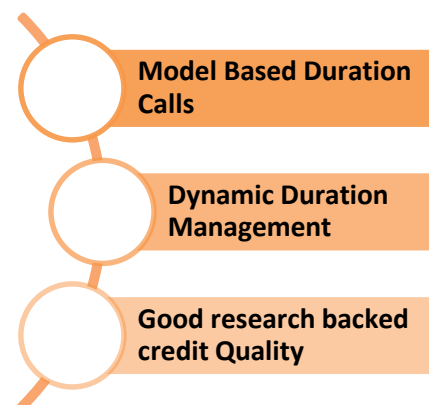 Model Based Duration
Calls
Dynamic Duration
Management
Good research backed
credit Quality